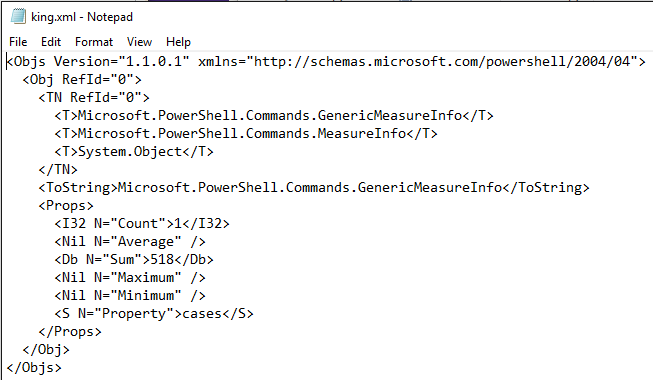 king.xml - Notepad
File Edit Format View Help
<Objs Version="1.1.0.1" xmlns="http://schemas.microsoft.com/powershell/2004/04">
  <Obj RefId="0">
    <TN RefId="0">
      <T>Microsoft.PowerShell.Commands.GenericMeasureInfo</T>
      <T>Microsoft.PowerShell.Commands.MeasureInfo</T>
      <T>System.Object</T>
    </TN>
    <ToString>Microsoft.PowerShell.Commands.GenericMeasureInfo</ToString>
    <Props>
      <I32 N="Count">1</I32>
      <Nil N="Average" />
      <Db N="Sum">518</Db>
      <Nil N="Maximum" />
      <Nil N="Minimum" />
      <S N="Property">cases</S>
    </Props>
  </Obj>
</Objs>